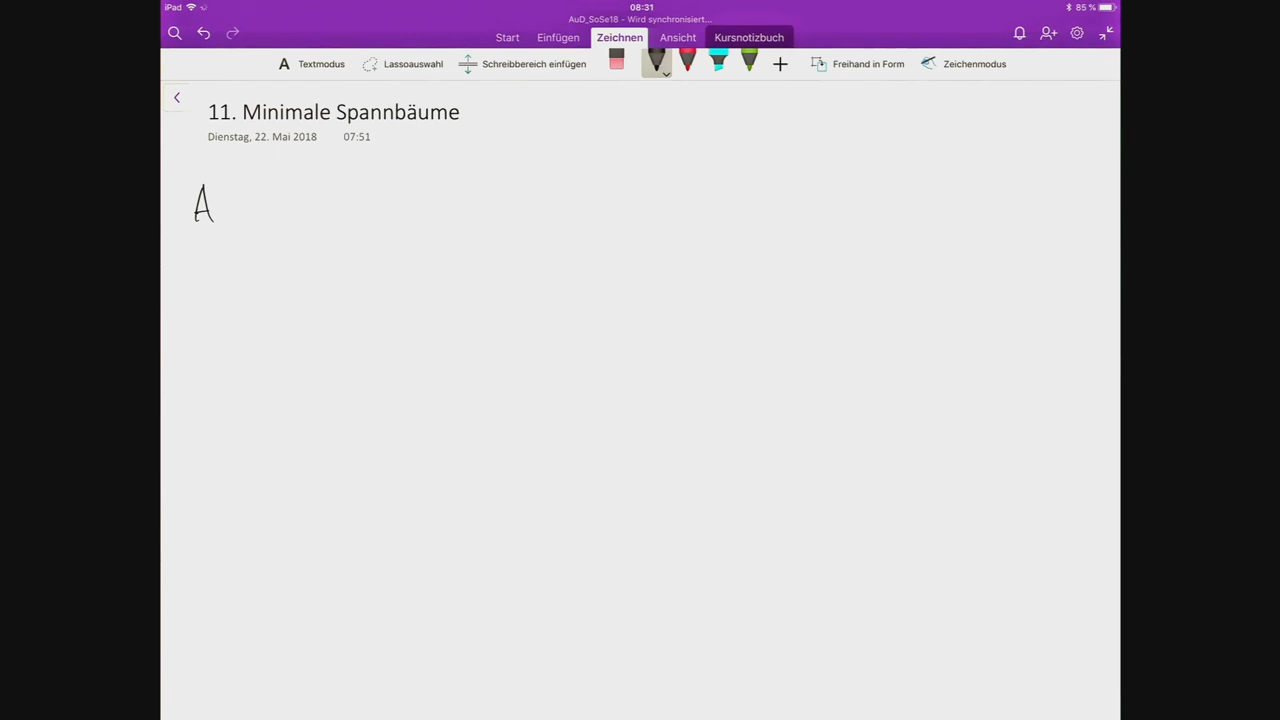 iPad 08:31 85 %
AuD_SoSe18 - Wird synchronisiert...
Start Einfügen Zeichnen Ansicht Kursnotizbuch
A Textmodus Lassoauswahl Schreibbereich einfügen Freihand in Form Zeichenmodus
11. Minimale Spannbäume
Dienstag, 22. Mai 2018 07:51
A